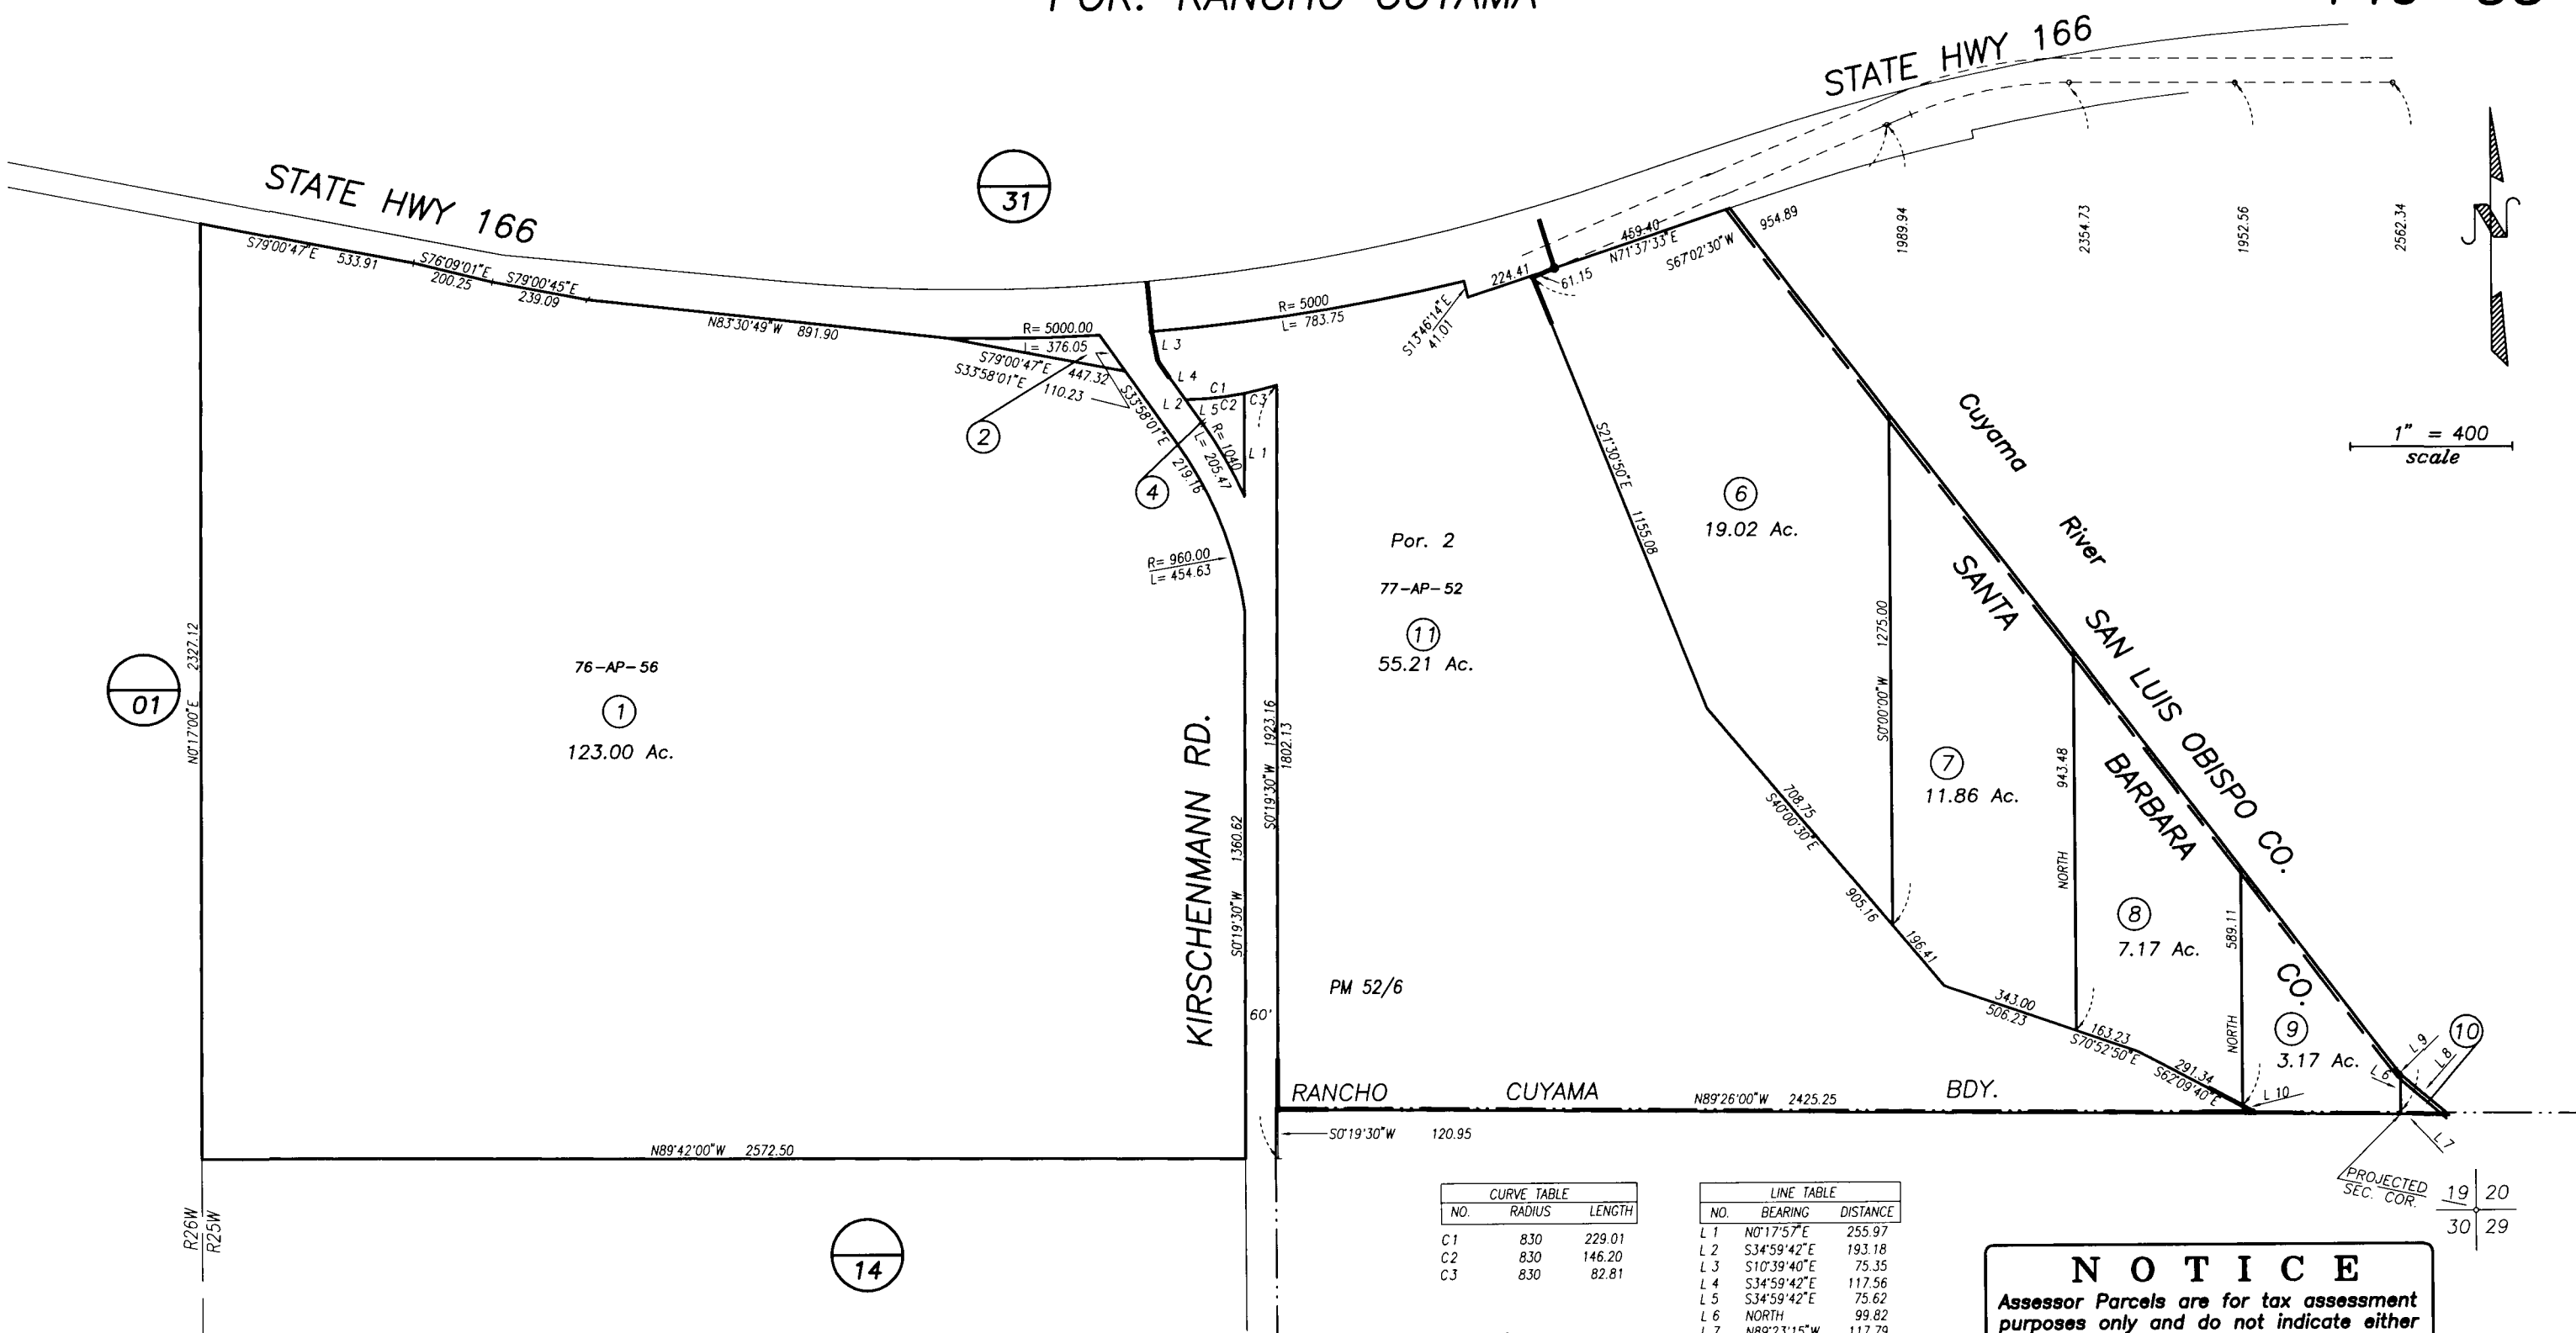 POR. RANCHO CUYAMA
STATE HWY 166
STATE HWY 166
31
S79°00'47"E 533.91
S76°09'01"E
200.25
S79°00'45"E
239.09
N83°30'49"W 891.90
R= 5000.00
L= 376.05
S79°00'47"E 447.32
S33°58'01"E 110.23
S33°58'01"E
219.16
2
4
L 3
L 4
L 2
L 5
C1
C2
C3
L 1
R= 1040
L= 205.47
R= 960.00
L= 454.63
R= 5000
L= 783.75
S13°46'14"E
41.01
224.41
61.15
459.40
N71°37'33"E
S67°02'30"W
954.89
1989.94
2354.73
1952.56
2562.34
1" = 400
scale
Cuyama River
SAN LUIS OBISPO CO.
SANTA BARBARA CO.
S21°30'50"E 1155.08
6
19.02 Ac.
Por. 2
77-AP-52
11
55.21 Ac.
S0°00'00"W 1275.00
7
11.86 Ac.
943.48
NORTH
8
7.17 Ac.
589.11
NORTH
9
3.17 Ac.
10
L 9
L 8
L 6
L 7
L 10
708.75
S40°00'30"E
905.16
196.41
343.00
506.23
163.23
S70°52'50"E
291.34
S62°09'40"E
01
N0°17'00"E 2327.12
76-AP-56
1
123.00 Ac.
KIRSCHENMANN RD.
S0°19'30"W 1360.62
S0°19'30"W 1923.16
1802.13
60'
PM 52/6
RANCHO CUYAMA BDY.
N89°26'00"W 2425.25
S0°19'30"W 120.95
N89°42'00"W 2572.50
R26W
R25W
14
PROJECTED
SEC. COR.
19 20
30 29
CURVE TABLE
NO. RADIUS LENGTH
C1 830 229.01
C2 830 146.20
C3 830 82.81
LINE TABLE
NO. BEARING DISTANCE
L 1 N0°17'57"E 255.97
L 2 S34°59'42"E 193.18
L 3 S10°39'40"E 75.35
L 4 S34°59'42"E 117.56
L 5 S34°59'42"E 75.62
L 6 NORTH 99.82
L 7 N89°23'15"W 117.79
NOTICE
Assessor Parcels are for tax assessment
purposes only and do not indicate either